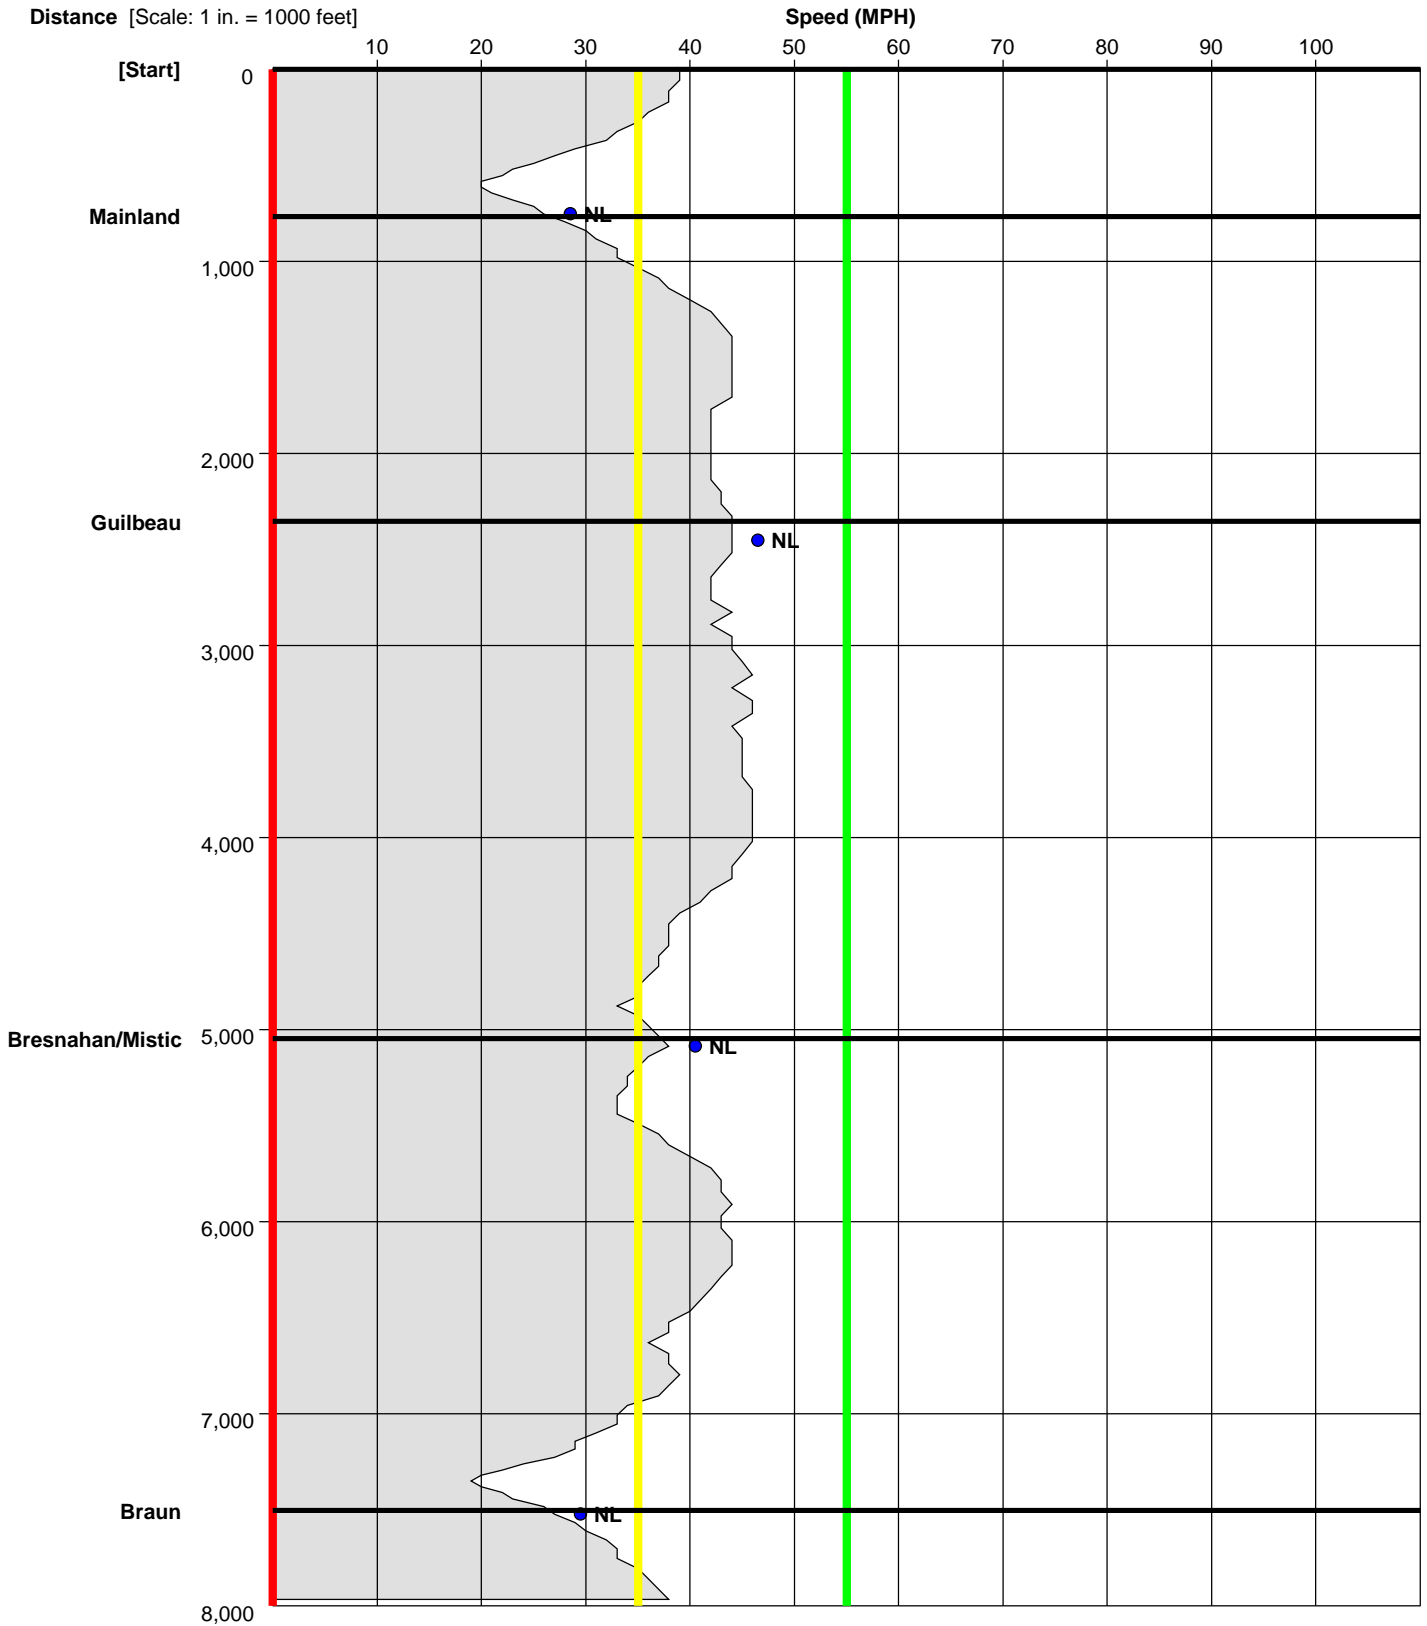 Distance [Scale: 1 in. = 1000 feet] Speed (MPH)
10 20 30 40 50 60 70 80 90 100
[Start] 0
Mainland NL
1,000
2,000
Guilbeau
NL
3,000
4,000
5,000
Bresnahan/Mistic NL
6,000
7,000
Braun NL
8,000